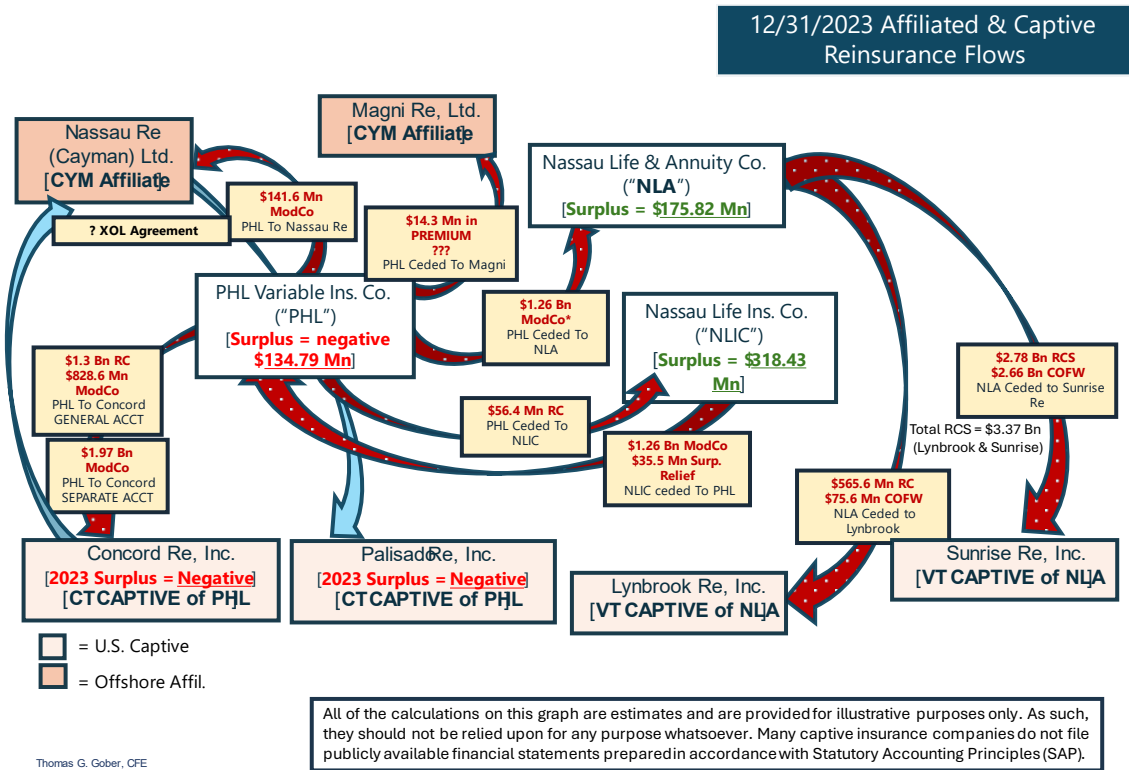 12/31/2023 Affiliated & Captive
Reinsurance Flows
Nassau Re
(Cayman) Ltd.
[CYM Affiliate]
Magni Re, Ltd.
[CYM Affiliate]
Nassau Life & Annuity Co.
("NLA")
[Surplus = $175.82 Mn]
$141.6 Mn
ModCo
PHL To Nassau Re
? XOL Agreement
$14.3 Mn in
PREMIUM
???
PHL Ceded To Magni
PHL Variable Ins. Co.
("PHL")
[Surplus = negative
$134.79 Mn]
$1.26 Bn
ModCo*
PHL Ceded To
NLA
Nassau Life Ins. Co.
("NLIC")
[Surplus = $318.43
Mn]
$1.3 Bn RC
$828.6 Mn
ModCo
PHL To Concord
GENERAL ACCT
$2.78 Bn RCS
$2.66 Bn COFW
NLA Ceded to Sunrise
Re
$56.4 Mn RC
PHL Ceded To
NLIC
Total RCS = $3.37 Bn
(Lynbrook & Sunrise)
$1.97 Bn
ModCo
PHL To Concord
SEPARATE ACCT
$1.26 Bn ModCo
$35.5 Mn Surp.
Relief
NLIC ceded To PHL
$565.6 Mn RC
$75.6 Mn COFW
NLA Ceded to
Lynbrook
Concord Re, Inc.
[2023 Surplus = Negative]
[CT CAPTIVE of PHL]
Palisado Re, Inc.
[2023 Surplus = Negative]
[CT CAPTIVE of PHL]
Lynbrook Re, Inc.
[VT CAPTIVE of NLA]
Sunrise Re, Inc.
[VT CAPTIVE of NLA]
= U.S. Captive
= Offshore Affil.
All of the calculations on this graph are estimates and are provided for illustrative purposes only. As such,
they should not be relied upon for any purpose whatsoever. Many captive insurance companies do not file
publicly available financial statements prepared in accordance with Statutory Accounting Principles (SAP).
Thomas G. Gober, CFE